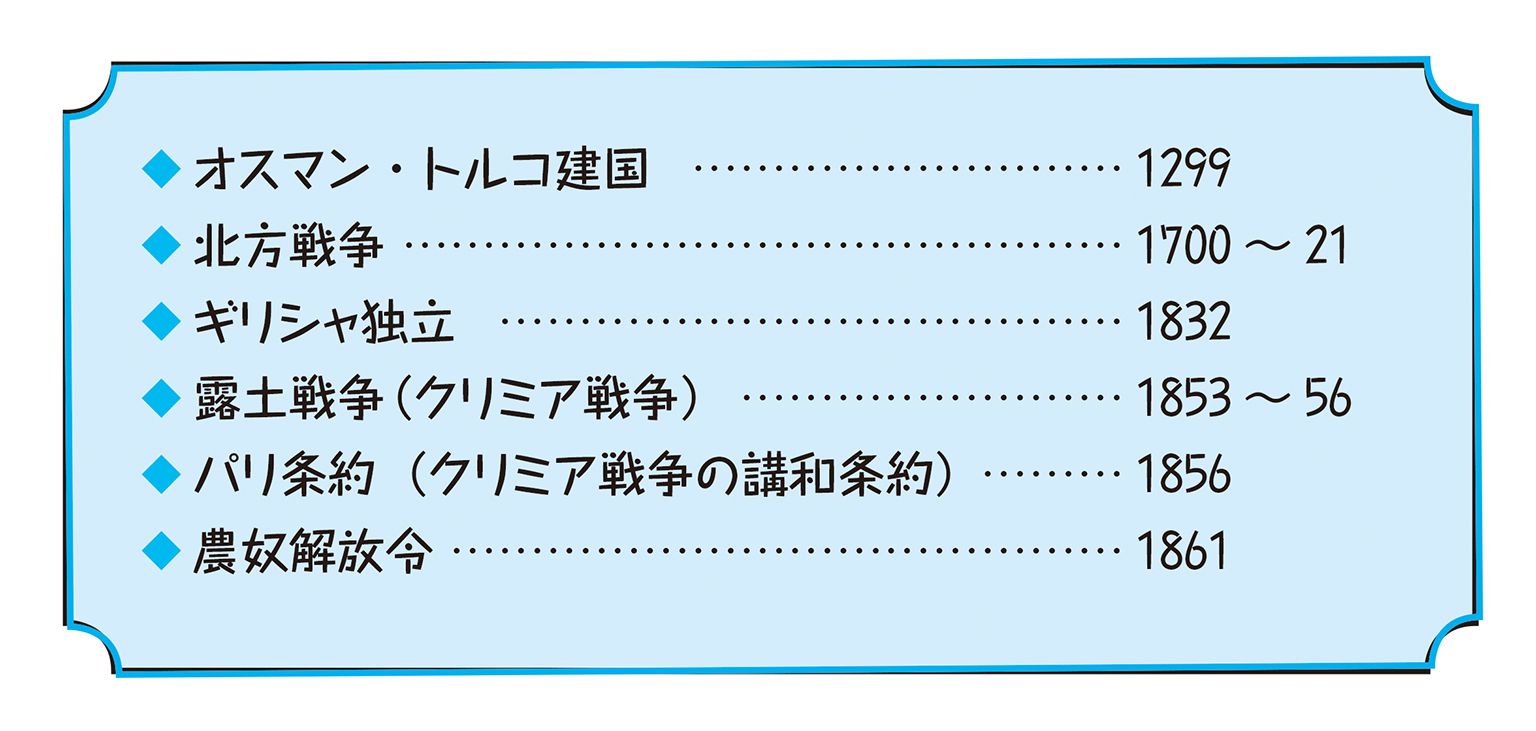 ◆オスマン・トルコ建国 ………………………… 1299
◆北方戦争 ………………………………………… 1700 ～ 21
◆ギリシャ独立 …………………………………… 1832
◆露土戦争(クリミア戦争) …………………… 1853 ～ 56
◆パリ条約 (クリミア戦争の講和条約) ……… 1856
◆農奴解放令 ……………………………………… 1861